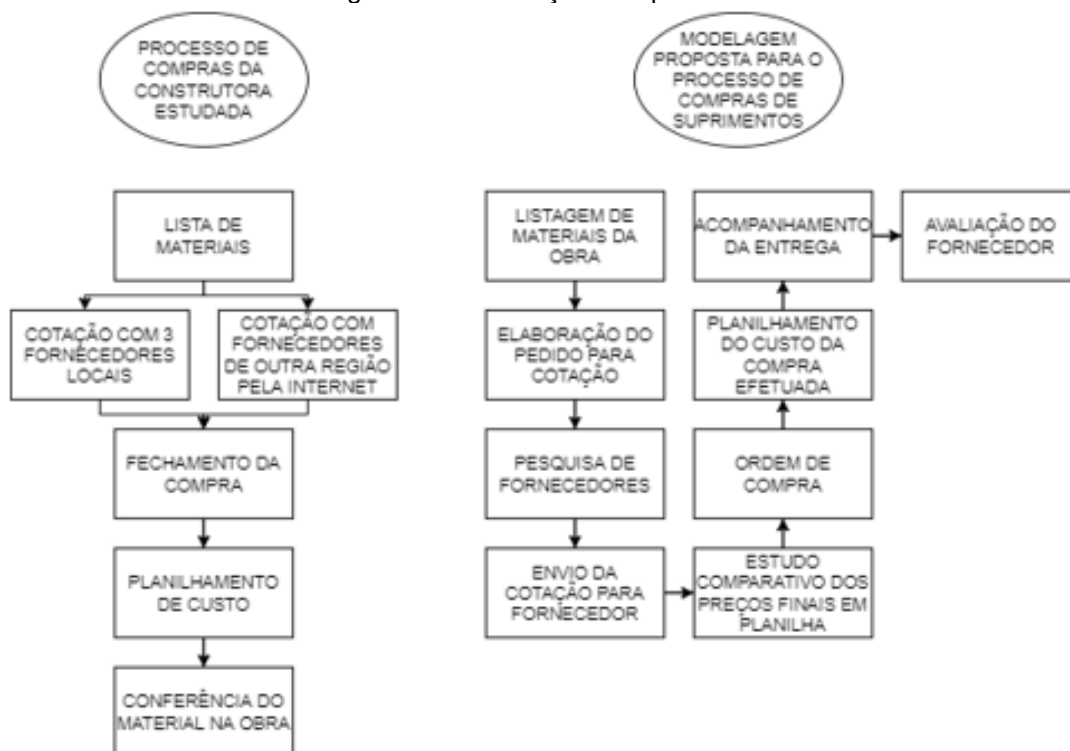 PROCESSO DE
COMPRAS DA
CONSTRUTORA
ESTUDADA
LISTA DE
MATERIAIS
COTAÇÃO COM 3
FORNECEDORES
LOCAIS
COTAÇÃO COM
FORNECEDORES
DE OUTRA REGIÃO
PELA INTERNET
FECHAMENTO DA
COMPRA
PLANILHAMENTO
DE CUSTO
CONFERÊNCIA DO
MATERIAL NA OBRA
MODELAGEM
PROPOSTA PARA O
PROCESSO DE
COMPRAS DE
SUPRIMENTOS
LISTAGEM DE
MATERIAIS DA
OBRA
ELABORAÇÃO DO
PEDIDO PARA
COTAÇÃO
PESQUISA DE
FORNECEDORES
ENVIO DA
COTAÇÃO PARA
FORNECEDOR
ESTUDO
COMPARATIVO DOS
PREÇOS FINAIS EM
PLANILHA
ORDEM DE
COMPRA
PLANILHAMENTO
DO CUSTO DA
COMPRA
EFETUADA
ACOMPANHAMENTO
DA ENTREGA
AVALIAÇÃO DO
FORNECEDOR